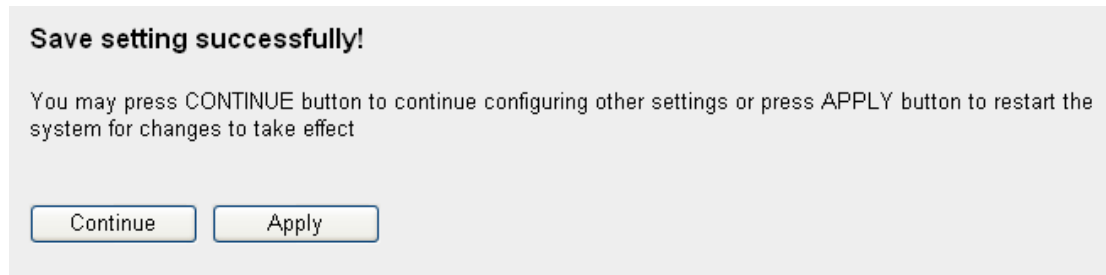 Save setting successfully!
You may press CONTINUE button to continue configuring other settings or press APPLY button to restart the
system for changes to take effect
Continue
Apply